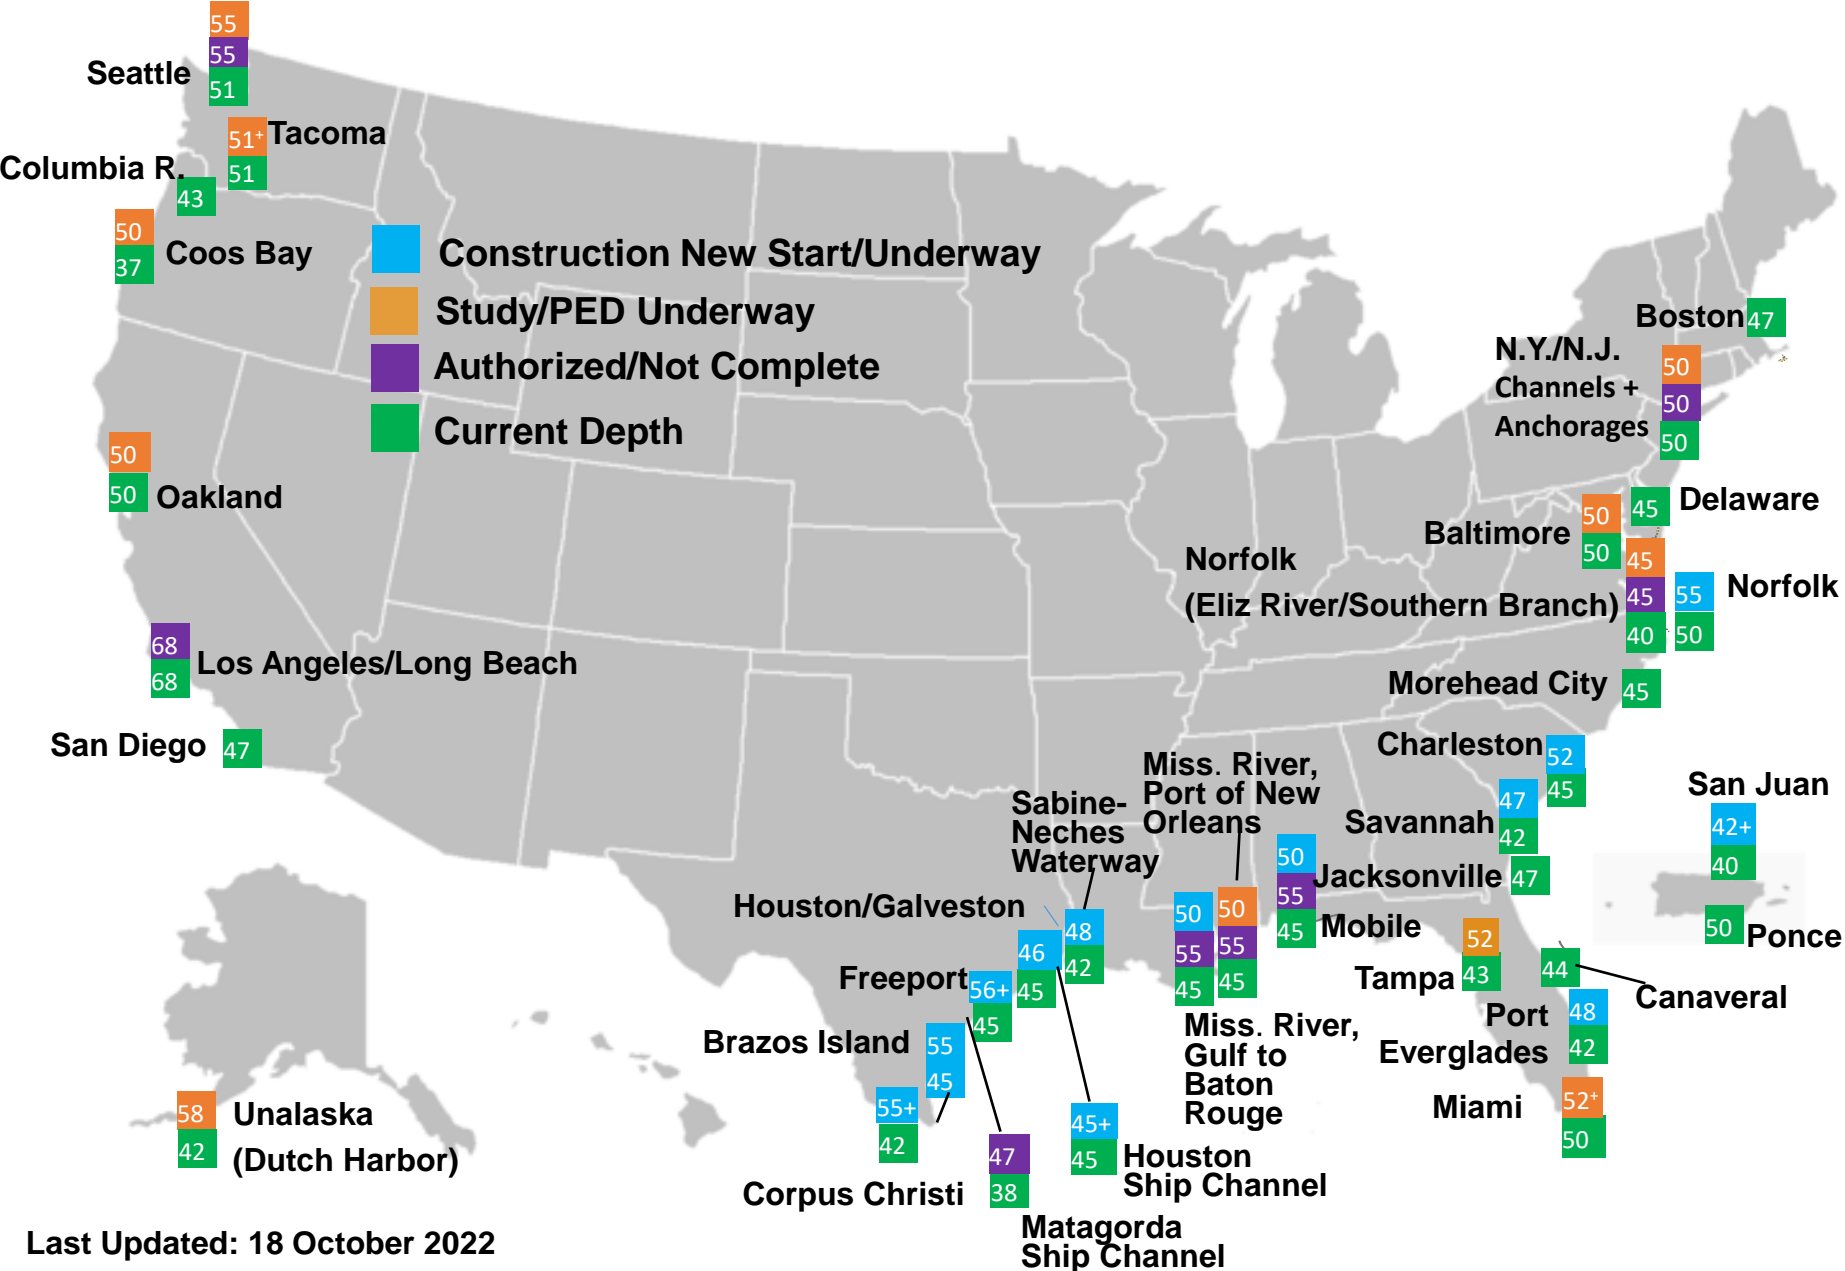 55
55
Seattle
51
51+ Tacoma
51
Columbia R.
43
50
37
Coos Bay
Construction New Start/Underway
Study/PED Underway
Authorized/Not Complete
Current Depth
Boston 47
N.Y./N.J.
Channels +
Anchorages
50
50
50
50
50
Oakland
45 Delaware
Baltimore
50
50
Norfolk
(Eliz River/Southern Branch)
45
45
40
55
50
Norfolk
68
68
Los Angeles/Long Beach
Morehead City 45
San Diego 47
Charleston
52
45
Miss. River,
Port of New
Orleans
Sabine-
Neches
Waterway
San Juan
42+
40
Savannah
47
42
50
55
45
Jacksonville 47
Mobile
Houston/Galveston
46
45
48
42
50
55
45
50
55
45
50 Ponce
52
43
Tampa
44
Canaveral
Freeport
56+
45
Port
Everglades
48
42
Brazos Island
55
45
Miss. River,
Gulf to
Baton
Rouge
55+
42
Corpus Christi
Miami
52+
50
58
42
Unalaska
(Dutch Harbor)
45+
45
Houston
Ship Channel
47
38
Matagorda
Ship Channel
Last Updated: 18 October 2022